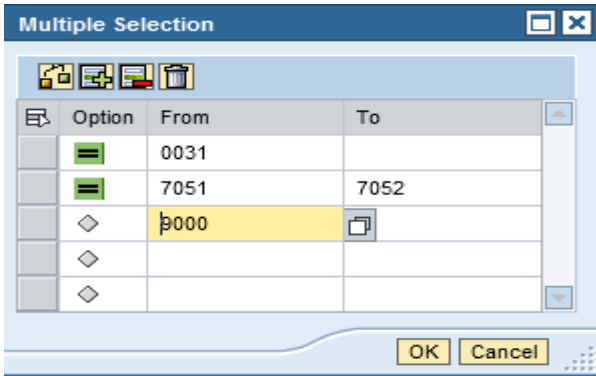 Multiple Selection
Option From To
0031
7051 7052
9000
OK Cancel